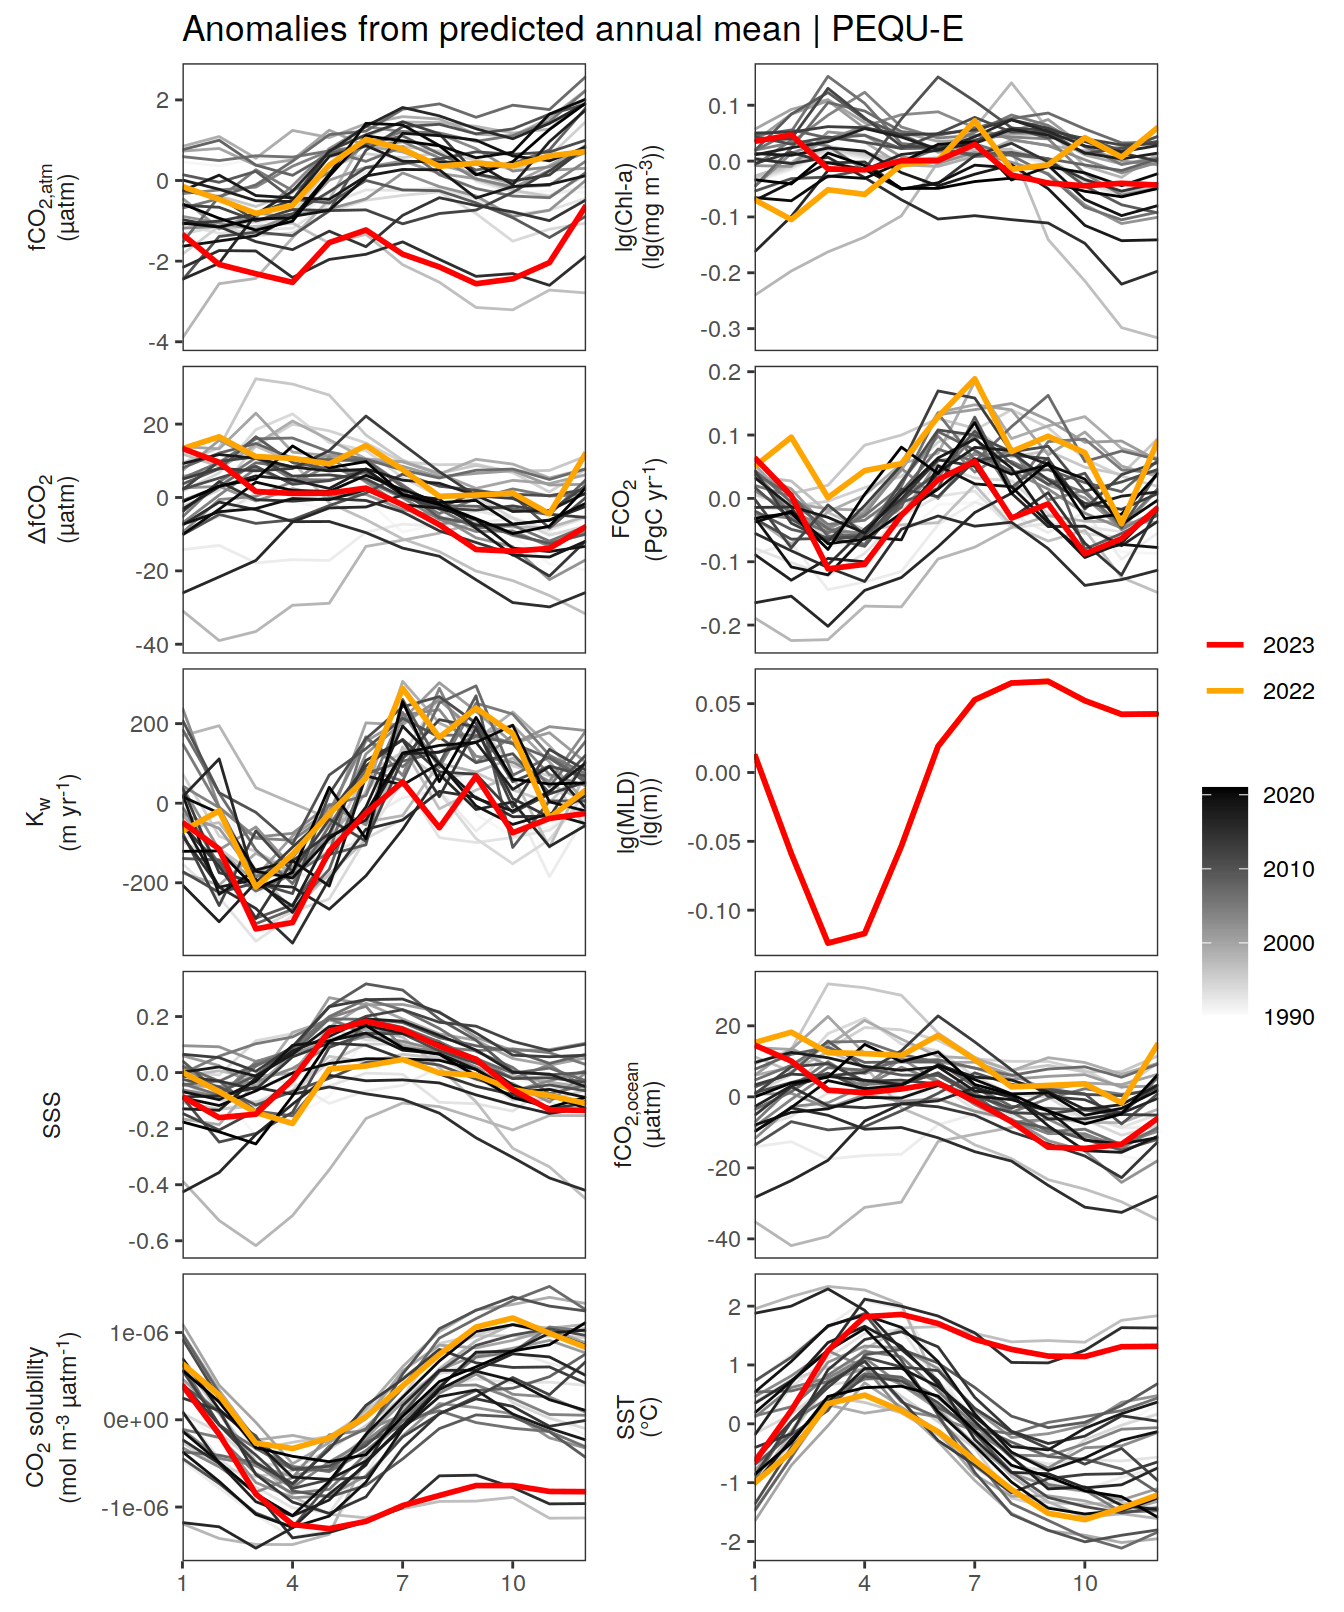 Anomalies from predicted annual mean | PEQU-E
fCO2,atm
(µatm)
2
0
-2
-4
lg(Chl-a)
(lg(mg m-3))
0.1
0.0
-0.1
-0.2
-0.3
ΔfCO2
(µatm)
20
0
-20
-40
FCO2
(PgC yr-1)
0.2
0.1
0.0
-0.1
-0.2
Kw
(m yr-1)
200
0
-200
lg(MLD)
(lg(m))
0.05
0.00
-0.05
-0.10
SSS
0.2
0.0
-0.2
-0.4
-0.6
fCO2,ocean
(µatm)
20
0
-20
-40
CO2 solubility
(mol m-3 µatm-1)
1e-06
0e+00
-1e-06
SST
(°C)
2
1
0
-1
-2
1 4 7 10
1 4 7 10
2023
2022
2020
2010
2000
1990